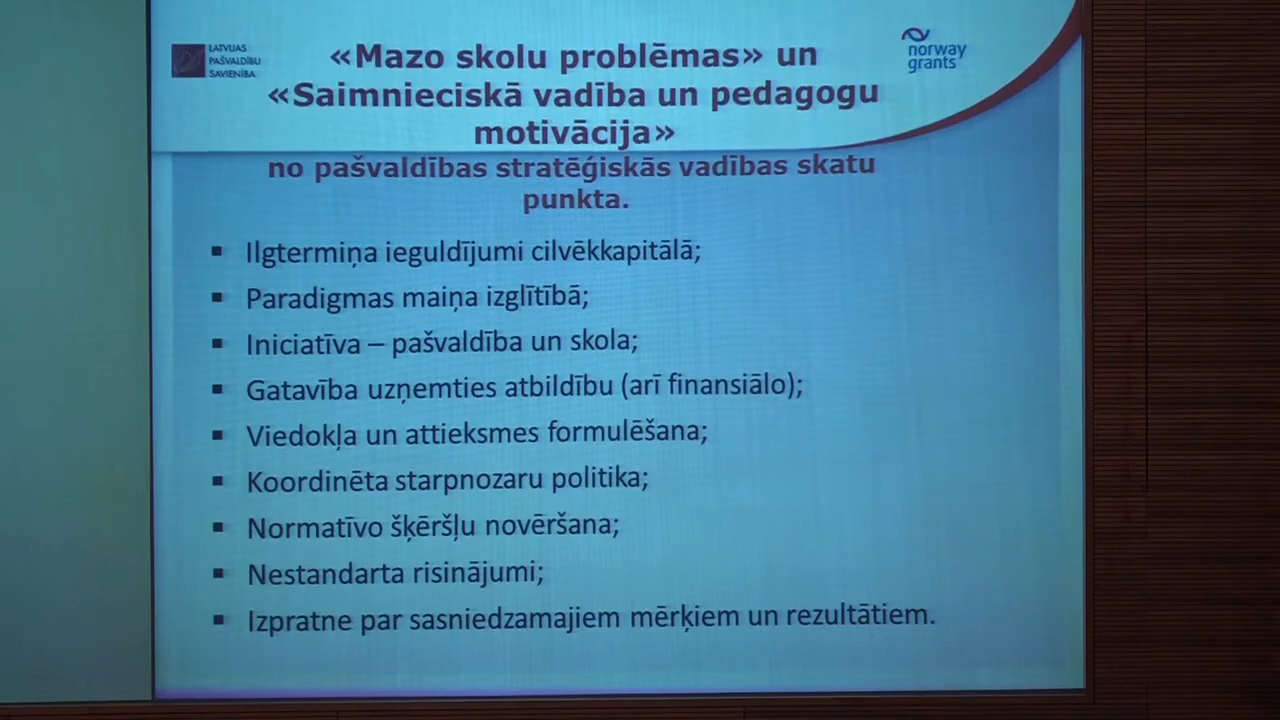 LATVIJAS
PAŠVALDĪBU
SAVIENĪBA
norway
grants
«Mazo skolu problēmas» un
«Saimnieciskā vadība un pedagogu
motivācija»
no pašvaldības stratēģiskās vadības skatu
punkta.
▪ Ilgtermiņa ieguldījumi cilvēkkapitālā;
▪ Paradigmas maiņa izglītībā;
▪ Iniciatīva – pašvaldība un skola;
▪ Gatavība uzņemties atbildību (arī finansiālo);
▪ Viedokļa un attieksmes formulēšana;
▪ Koordinēta starpnozaru politika;
▪ Normatīvo šķēršļu novēršana;
▪ Nestandarta risinājumi;
▪ Izpratne par sasniedzamajiem mērķiem un rezultātiem.